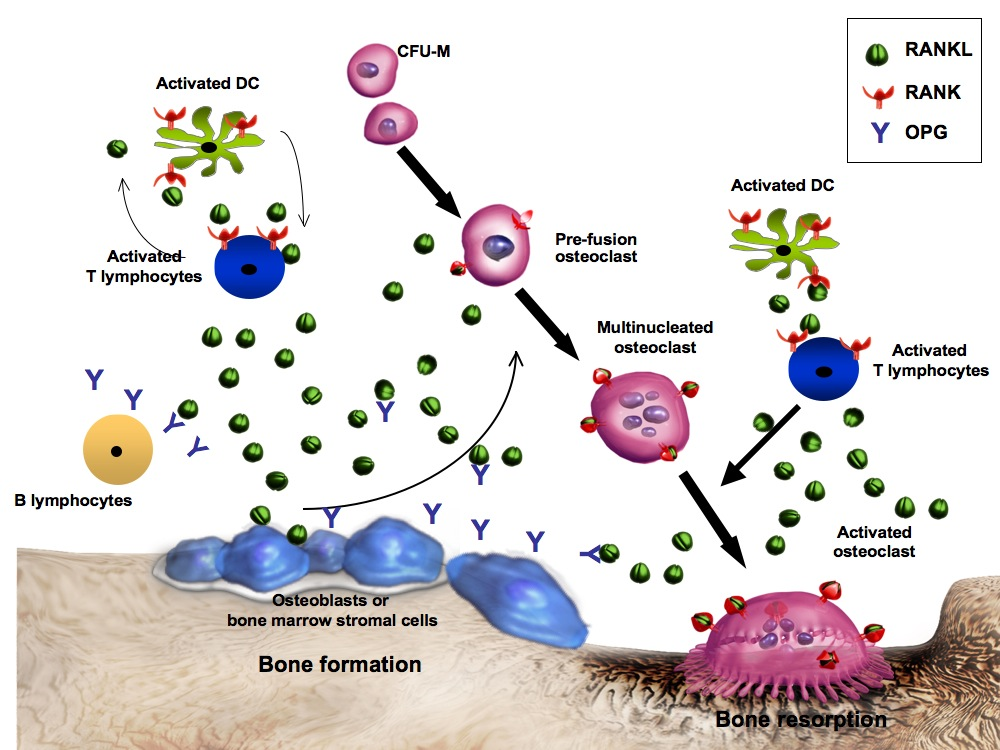 CFU-M
RANKL
RANK
Y OPG
Activated DC
Activated DC
Activated
T lymphocytes
Pre-fusion
osteoclast
Multinucleated
osteoclast
Activated
T lymphocytes
B lymphocytes
Activated
osteoclast
Osteoblasts or
bone marrow stromal cells
Bone formation
Bone resorption